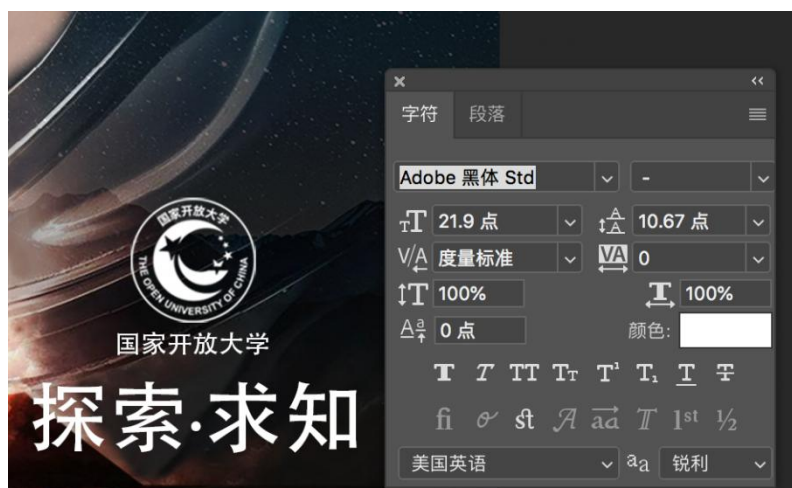 国家开放大学
THE OPEN UNIVERSITY OF CHINA
国家开放大学
探索·求知
字符 段落
Adobe 黑体 Std -
21.9 点 10.67 点
度量标准 0
100% 100%
0 点 颜色:
T T TT TT T¹ T₁ T T
fi st A aa T 1st ½
美国英语 aa 锐利